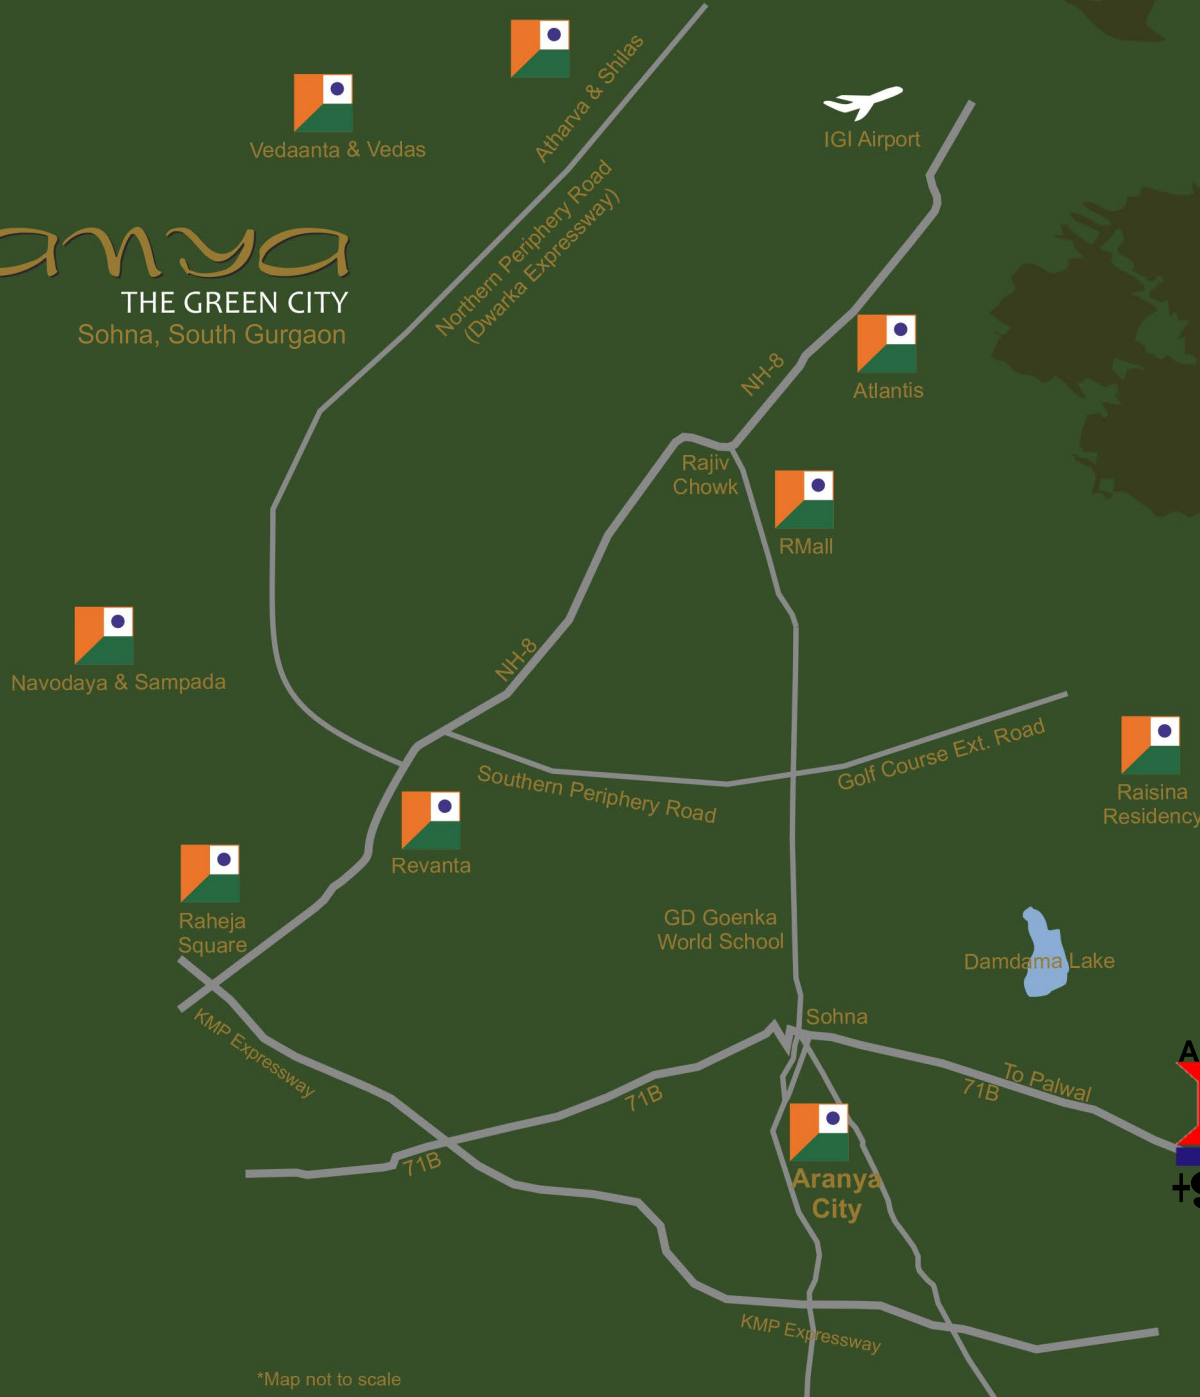 Atharva & Shilas
Vedaanta & Vedas
IGI Airport
anya
THE GREEN CITY
Sohna, South Gurgaon
Northern Periphery Road
(Dwarka Expressway)
NH-8
Atlantis
Rajiv
Chowk
RMall
NH-8
Navodaya & Sampada
Southern Periphery Road
Golf Course Ext. Road
Raisina
Residency
Revanta
Raheja
Square
GD Goenka
World School
Damdama Lake
Sohna
KMP Expressway
71B
To Palwal
71B
71B
Aranya
City
KMP Expressway
*Map not to scale